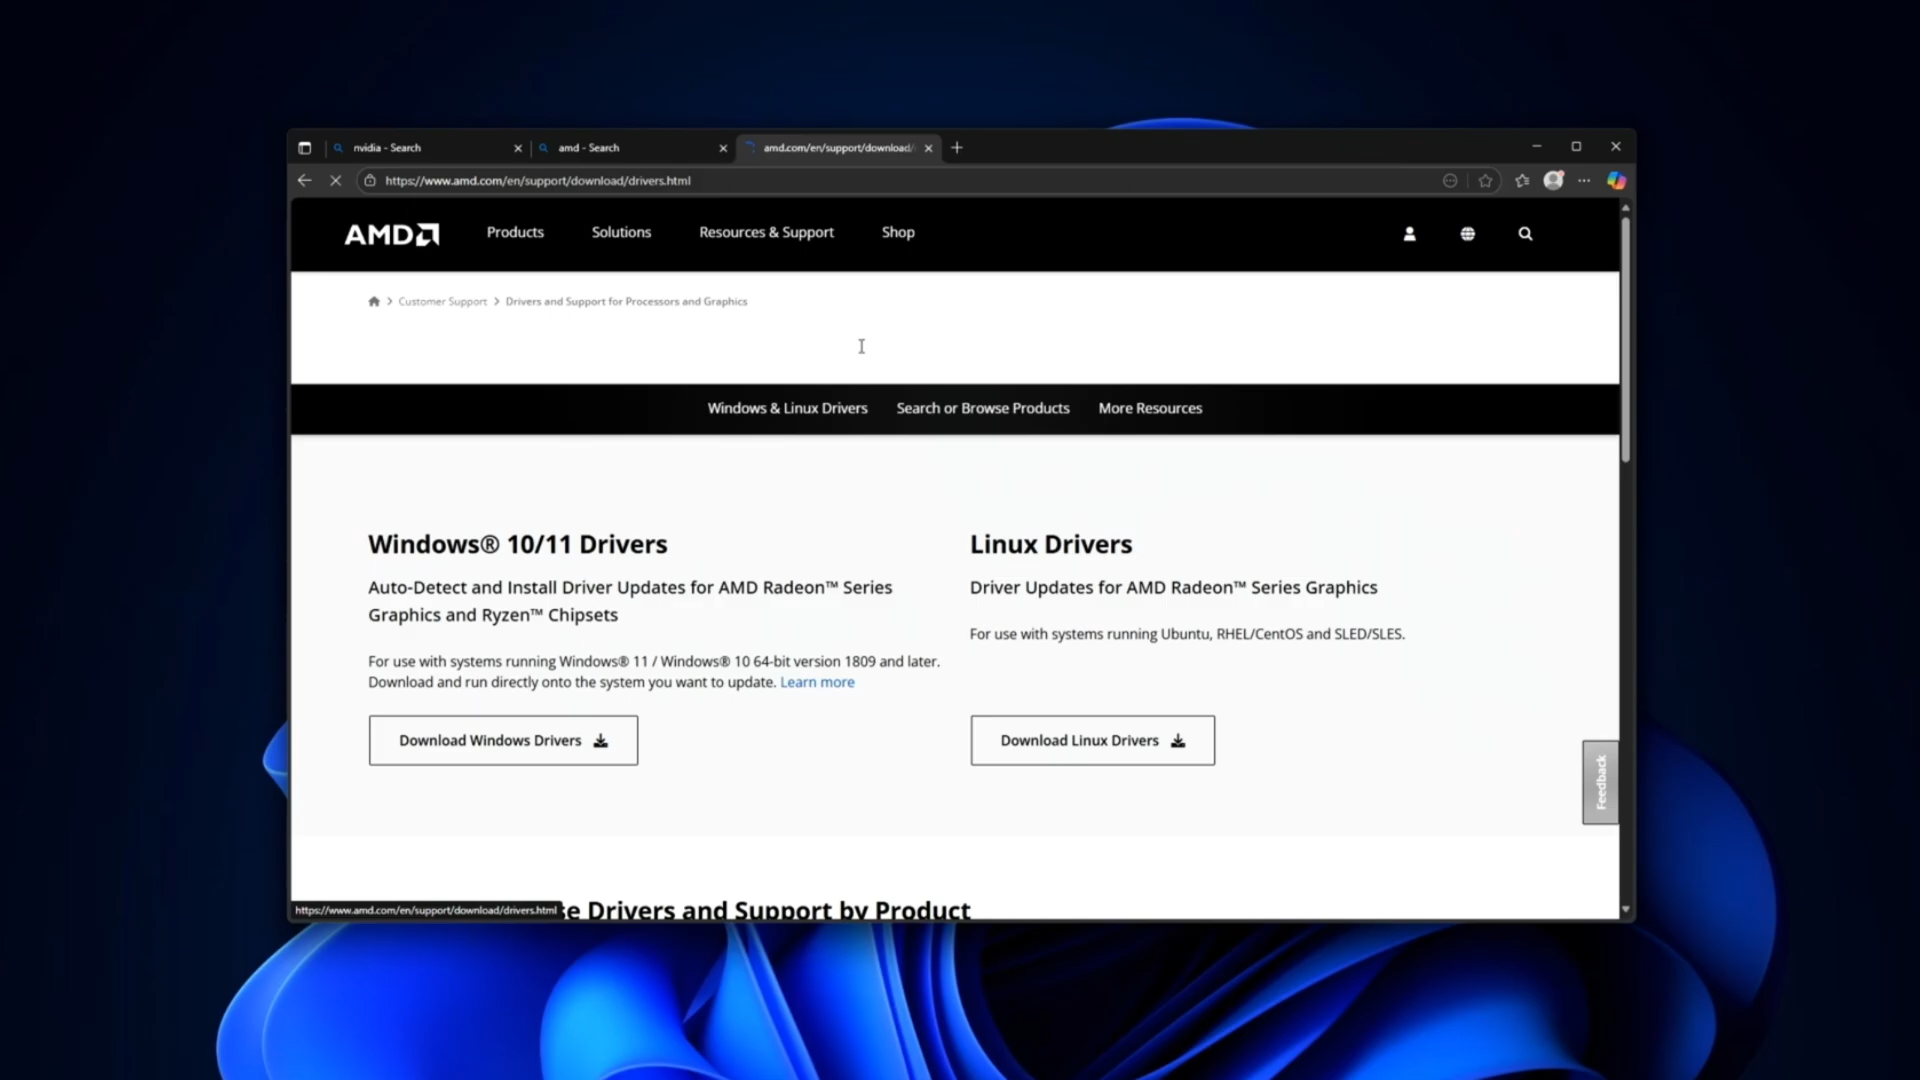 nvidia - Search
amd - Search
amd.com/en/support/download/
https://www.amd.com/en/support/download/drivers.html
AMD
Products
Solutions
Resources & Support
Shop
Customer Support
Drivers and Support for Processors and Graphics
Windows & Linux Drivers
Search or Browse Products
More Resources
Windows® 10/11 Drivers
Auto-Detect and Install Driver Updates for AMD Radeon™ Series
Graphics and Ryzen™ Chipsets
For use with systems running Windows® 11 / Windows® 10 64-bit version 1809 and later.
Download and run directly onto the system you want to update. Learn more
Download Windows Drivers
Linux Drivers
Driver Updates for AMD Radeon™ Series Graphics
For use with systems running Ubuntu, RHEL/CentOS and SLED/SLES.
Download Linux Drivers
Feedback
https://www.amd.com/en/support/download/drivers.html
se Drivers and Support by Product